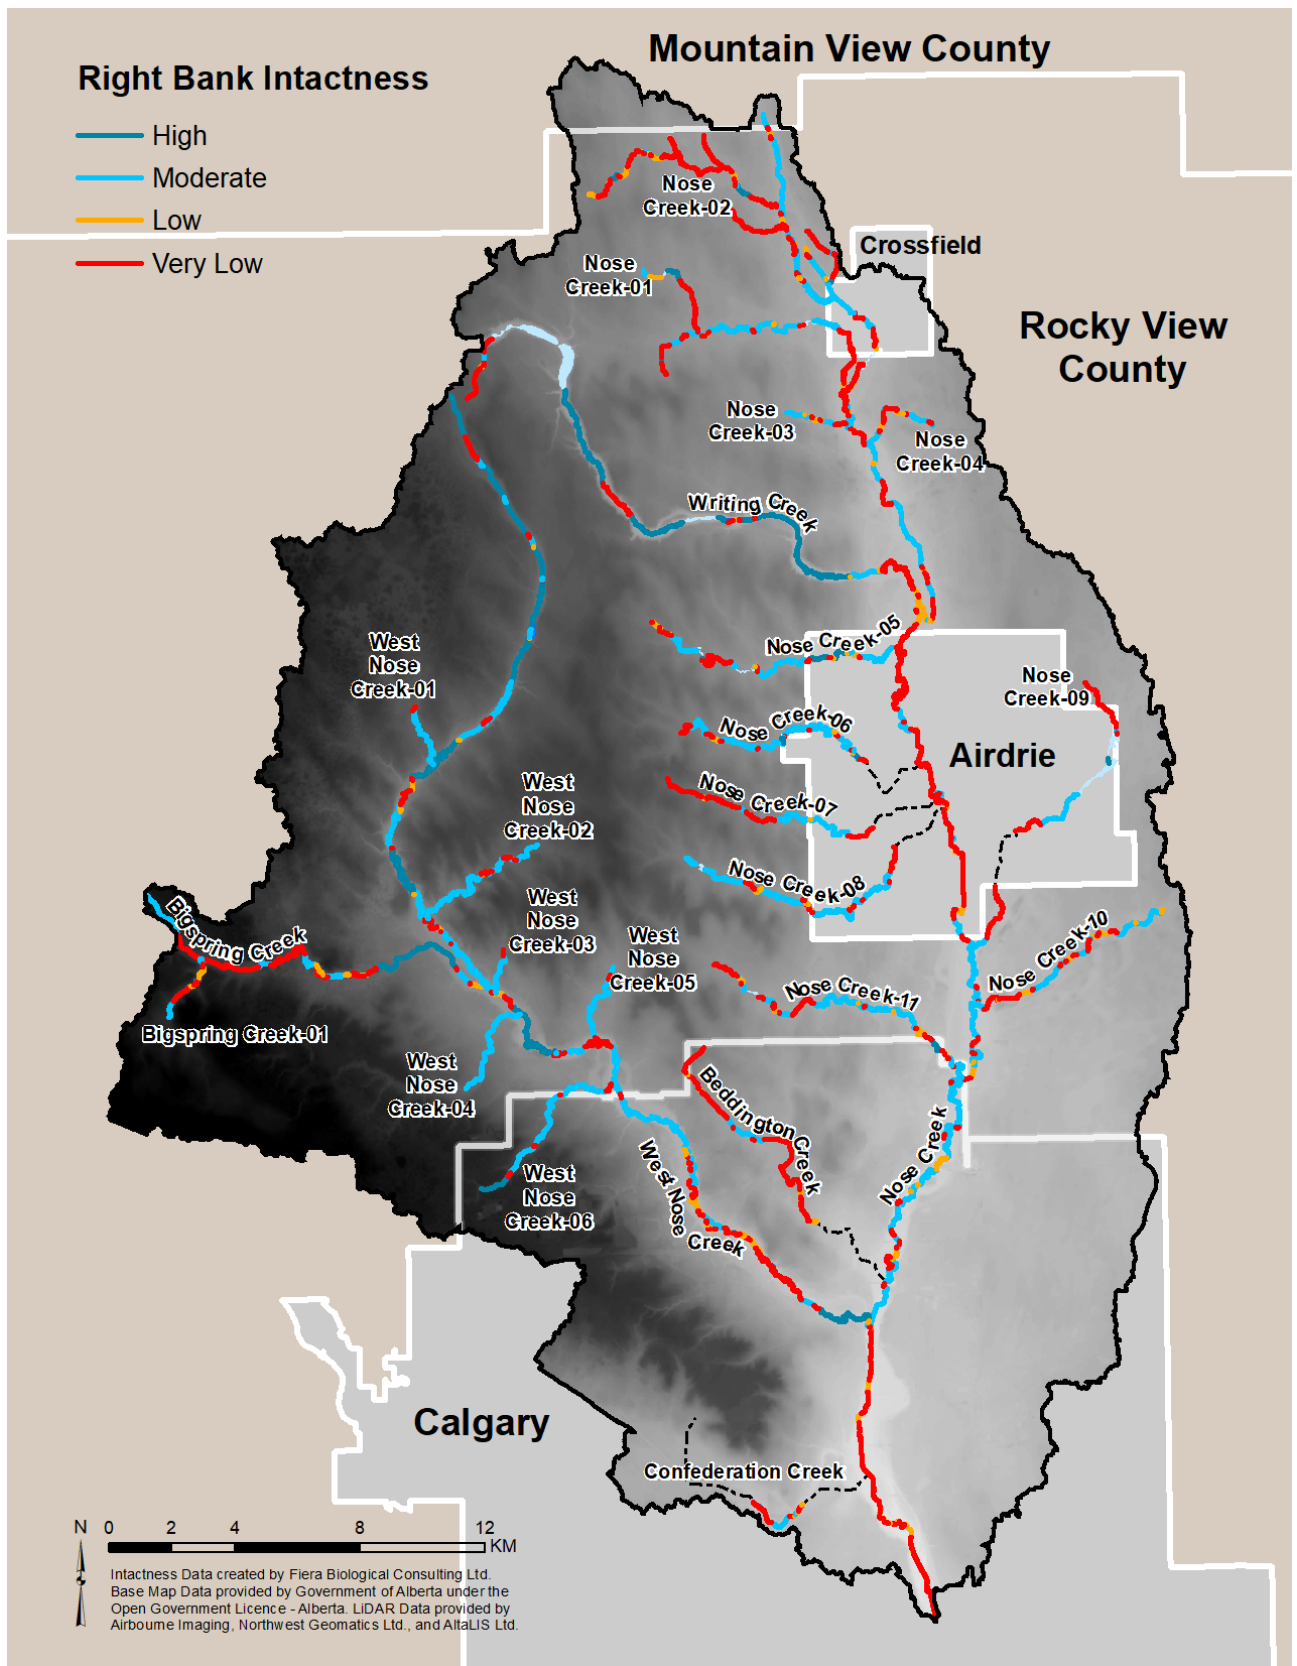 Mountain View County
Right Bank Intactness
High
Moderate
Low
Very Low
Nose
Creek-02
Crossfield
Nose
Creek-01
Rocky View
County
Nose
Creek-03
Nose
Creek-04
Writing Creek
Nose Creek-05
West
Nose
Creek-01
Nose
Creek-09
Nose Creek-06
Airdrie
West
Nose
Creek-02
Nose Creek-07
Nose Creek-08
West
Nose
Creek-03
Bigspring Creek
West
Nose
Creek-05
Nose Creek-10
Nose Creek-11
Bigspring Creek-01
West
Nose
Creek-04
Beddington Creek
Nose Creek
West Nose Creek
West
Nose
Creek-06
Calgary
Confederation Creek
N
0 2 4 8 12
KM
Intactness Data created by Fiera Biological Consulting Ltd.
Base Map Data provided by Government of Alberta under the
Open Government Licence - Alberta. LiDAR Data provided by
Airbourne Imaging, Northwest Geomatics Ltd., and AltaLIS Ltd.